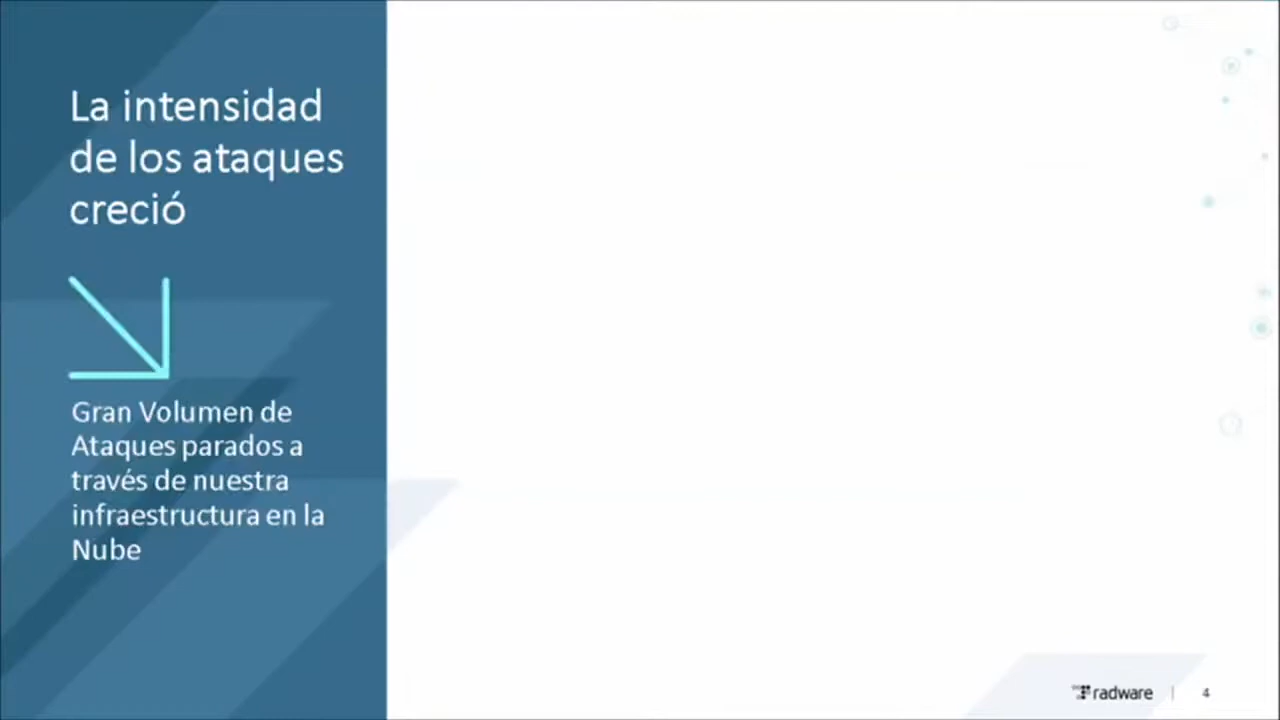 La intensidad
de los ataques
creció
Gran Volumen de
Ataques parados a
través de nuestra
infraestructura en la
Nube
radware
4